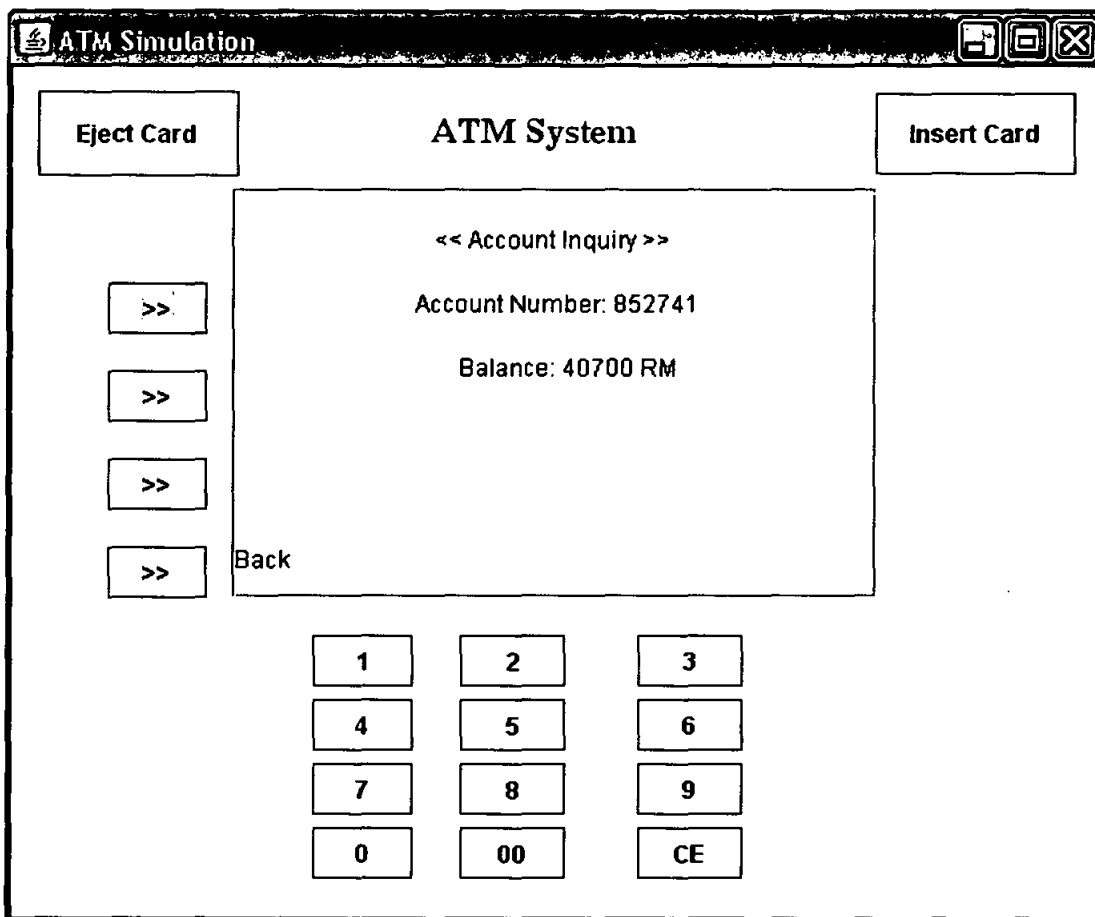 ATM Simulation
Eject Card
ATM System
Insert Card
<< Account Inquiry >>
>>
Account Number: 852741
Balance: 40700 RM
>>
>>
Back
>>
1 2 3
4 5 6
7 8 9
0 00 CE